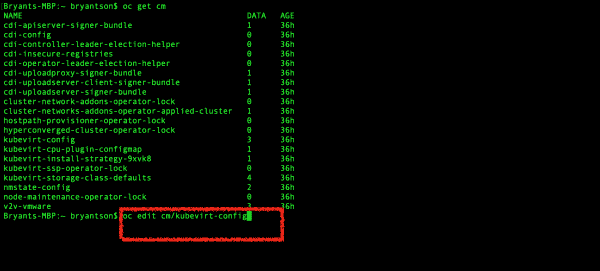 Bryants-MBP:~ bryantson$ oc get cm
NAME DATA AGE
cdi-apiserver-signer-bundle 1 36h
cdi-config 0 36h
cdi-controller-leader-election-helper 0 36h
cdi-insecure-registries 0 36h
cdi-operator-leader-election-helper 0 36h
cdi-uploadproxy-signer-bundle 1 36h
cdi-uploadserver-client-signer-bundle 1 36h
cdi-uploadserver-signer-bundle 1 36h
cluster-network-addons-operator-lock 0 36h
cluster-networks-addons-operator-applied-cluster 1 36h
hostpath-provisioner-operator-lock 0 36h
hyperconverged-cluster-operator-lock 0 36h
kubevirt-config 3 36h
kubevirt-cpu-plugin-configmap 1 36h
kubevirt-install-strategy-9xvk8 1 36h
kubevirt-ssp-operator-lock 0 36h
kubevirt-storage-class-defaults 4 36h
nmstate-config 2 36h
node-maintenance-operator-lock 0 36h
v2v-vmware 36h
Bryants-MBP:~ bryantson$ oc edit cm/kubevirt-config